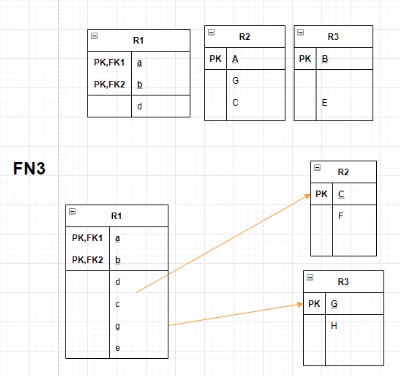 R1
PK,FK1 a
PK,FK2 b
d
R2
PK A
G
C
R3
PK B
E
FN3
R1
PK,FK1 a
PK,FK2 b
d
c
g
e
R2
PK C
F
R3
PK G
H